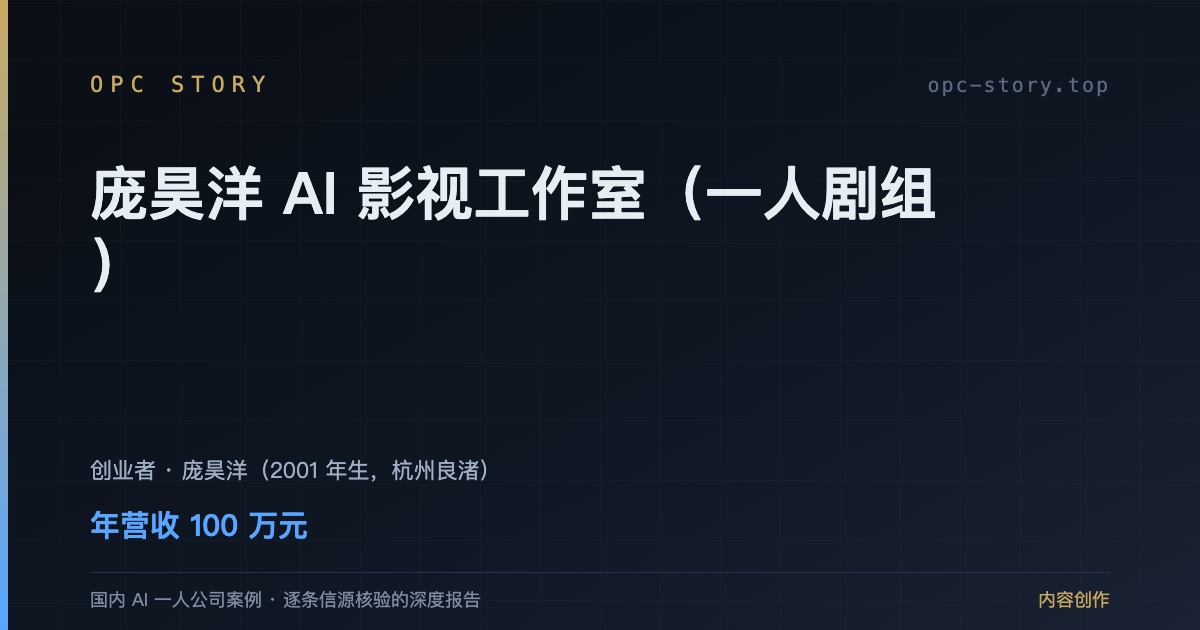 OPC STORY
opc-story.top
庞昊洋 AI 影视工作室（一人剧组
）
创业者 · 庞昊洋（2001 年生，杭州良渚）
年营收 100 万元
国内 AI 一人公司案例 · 逐条信源核验的深度报告
内容创作